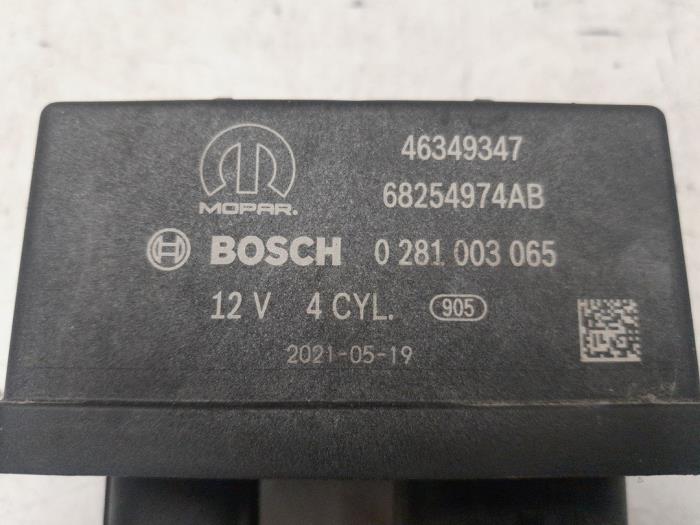 46349347
MOPAR.
68254974AB
BOSCH 0 281 003 065
12 V 4 CYL. 905
2021-05-19